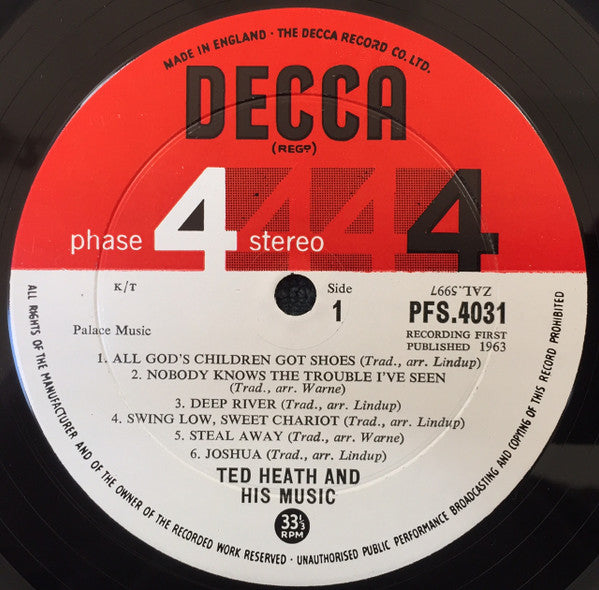 MADE IN ENGLAND · THE DECCA RECORD CO. LTD.
DECCA
(REGD)
phase 4 stereo 4 4 4
K/T
Side
1
ZAL.5997
PFS.4031
RECORDING FIRST
PUBLISHED 1963
Palace Music
1. ALL GOD'S CHILDREN GOT SHOES (Trad., arr. Lindup)
2. NOBODY KNOWS THE TROUBLE I'VE SEEN
(Trad., arr. Warne)
3. DEEP RIVER (Trad., arr. Lindup)
4. SWING LOW, SWEET CHARIOT (Trad., arr. Lindup)
5. STEAL AWAY (Trad., arr. Warne)
6. JOSHUA (Trad., arr. Lindup)
TED HEATH AND
HIS MUSIC
33⅓
RPM
ALL RIGHTS OF THE MANUFACTURER AND OF THE OWNER OF THE RECORDED WORK RESERVED · UNAUTHORISED PUBLIC PERFORMANCE BROADCASTING AND COPYING OF THIS RECORD PROHIBITED